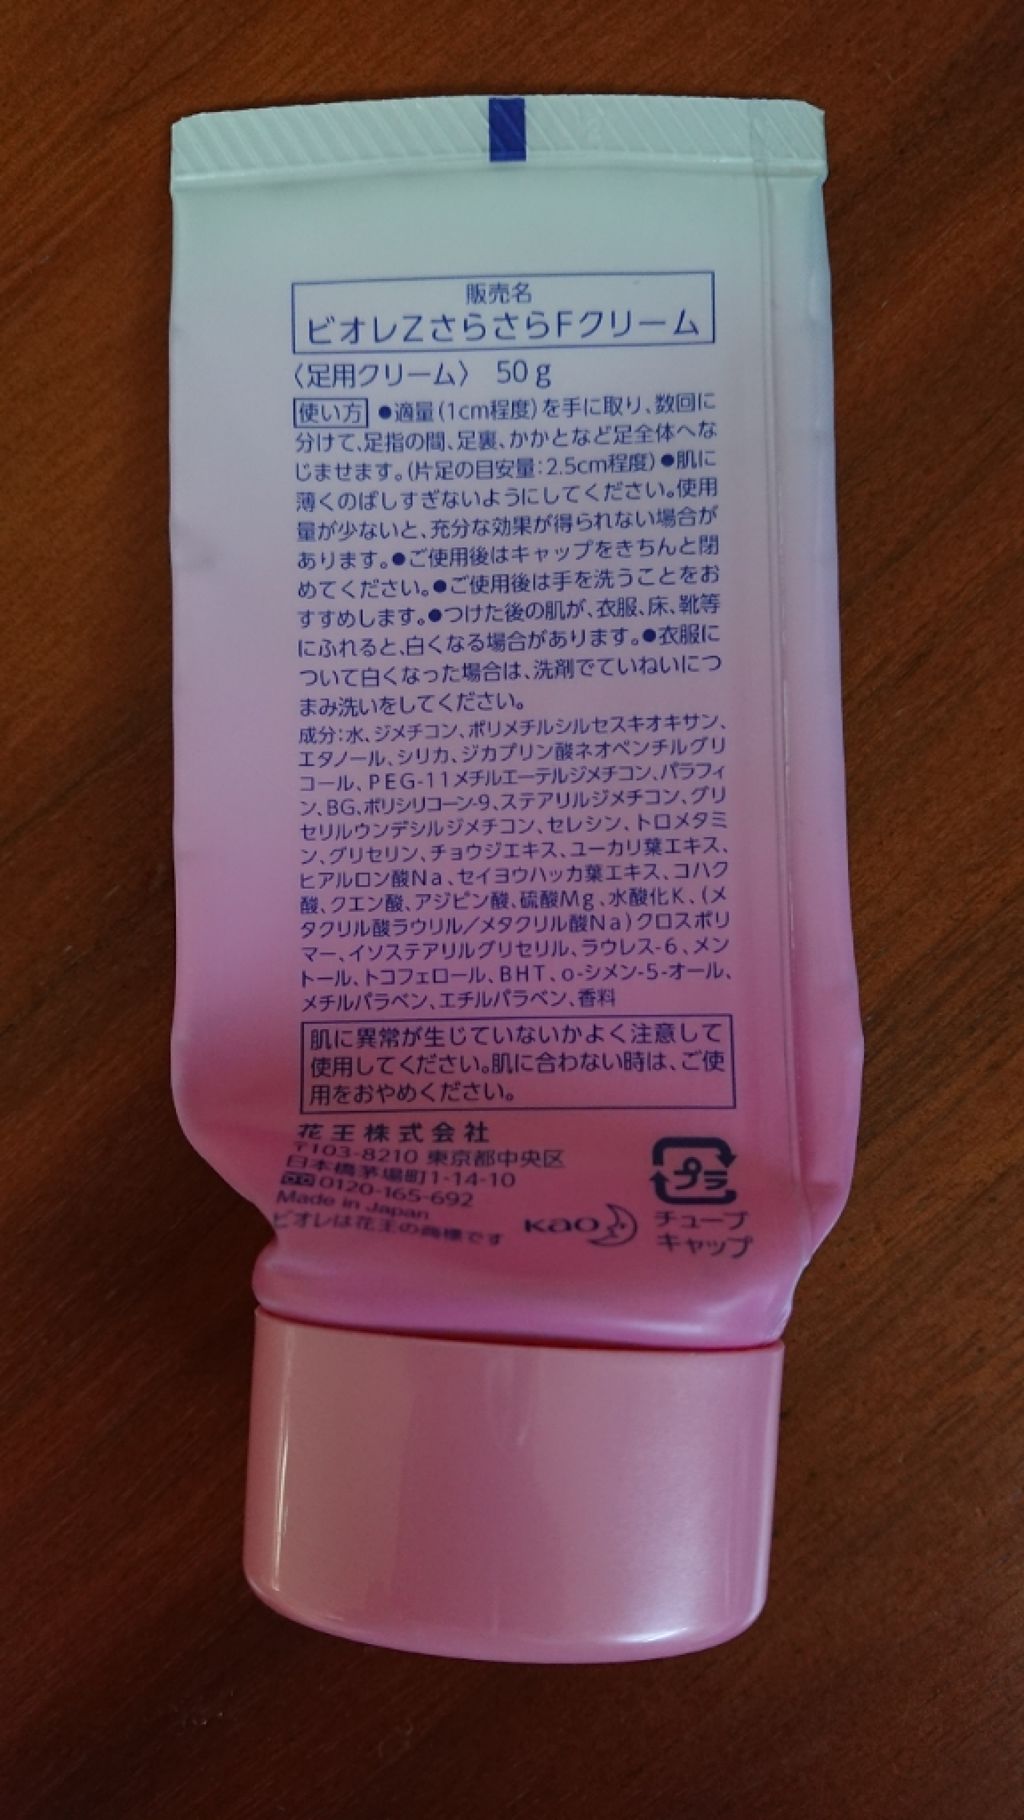 販売名
ビオレZさらさらFクリーム
〈足用クリーム〉 50g
使い方 ●適量(1cm程度)を手に取り、数回に
分けて、足指の間、足裏、かかとなど足全体へな
じませます。(片足の目安量:2.5cm程度)●肌に
薄くのばしすぎないようにしてください。使用
量が少ないと、充分な効果が得られない場合が
あります。●ご使用後はキャップをきちんと閉
めてください。●ご使用後は手を洗うことをお
すすめします。●つけた後の肌が、衣服、床、靴等
にふれると、白くなる場合があります。●衣服に
ついて白くなった場合は、洗剤でていねいにつ
まみ洗いをしてください。
成分:水、ジメチコン、ポリメチルシルセスキオキサン、
エタノール、シリカ、ジカプリン酸ネオペンチルグリ
コール、PEG-11メチルエーテルジメチコン、パラフィ
ン、BG、ポリシリコーン-9、ステアリルジメチコン、グリ
セリルウンデシルジメチコン、セレシン、トロメタミ
ン、グリセリン、チョウジエキス、ユーカリ葉エキス、
ヒアルロン酸Na、セイヨウハッカ葉エキス、コハク
酸、クエン酸、アジピン酸、硫酸Mg、水酸化K、(メ
タクリル酸ラウリル/メタクリル酸Na)クロスポリ
マー、イソステアリルグリセリル、ラウレス-6、メン
トール、トコフェロール、BHT、o-シメン-5-オール、
メチルパラベン、エチルパラベン、香料
肌に異常が生じていないかよく注意して
使用してください。肌に合わない時は、ご使
用をおやめください。
花王株式会社
〒103-8210 東京都中央区
日本橋茅場町1-14-10
0120-165-692
Made in Japan
ビオレは花王の商標です
Kao
プラ
チューブ
キャップ